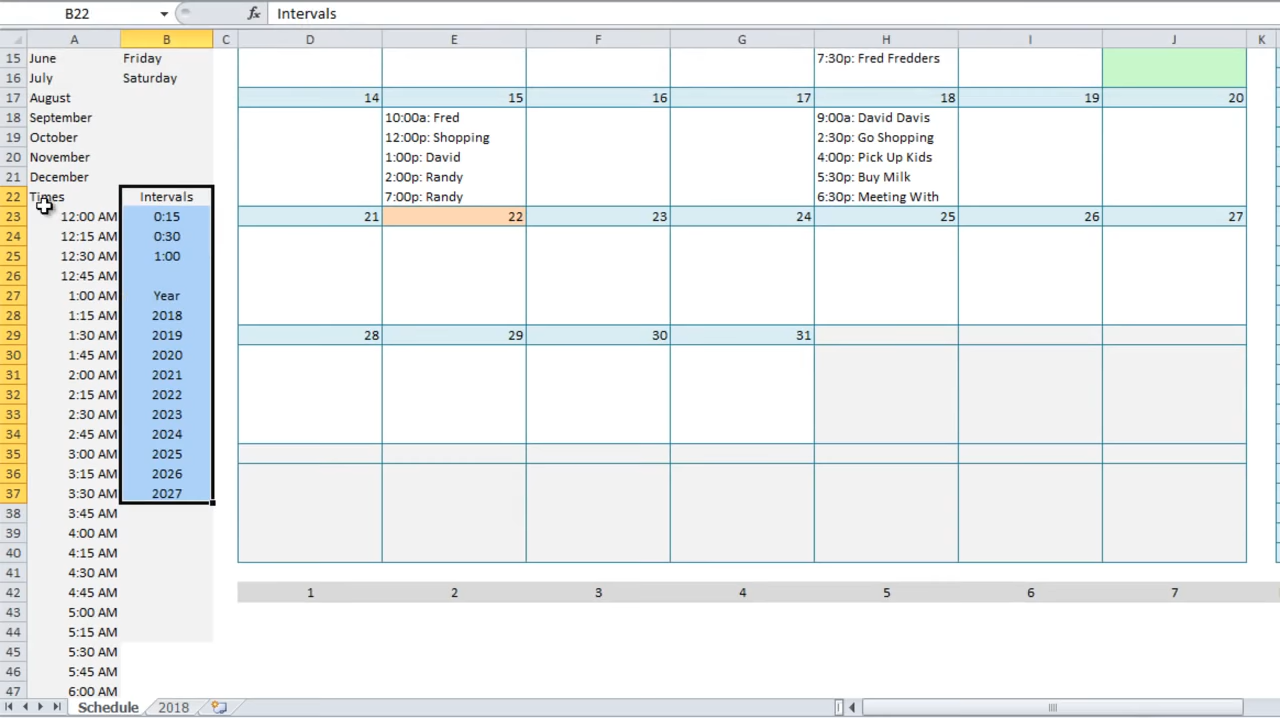 B22 fx Intervals
A B C D E F G H I J K
15 June Friday 7:30p: Fred Fredders
16 July Saturday
17 August 14 15 16 17 18 19 20
18 September 10:00a: Fred 9:00a: David Davis
19 October 12:00p: Shopping 2:30p: Go Shopping
20 November 1:00p: David 4:00p: Pick Up Kids
21 December 2:00p: Randy 5:30p: Buy Milk
22 Times Intervals 7:00p: Randy 6:30p: Meeting With
23 12:00 AM 0:15 21 22 23 24 25 26 27
24 12:15 AM 0:30
25 12:30 AM 1:00
26 12:45 AM
27 1:00 AM Year
28 1:15 AM 2018
29 1:30 AM 2019 28 29 30 31
30 1:45 AM 2020
31 2:00 AM 2021
32 2:15 AM 2022
33 2:30 AM 2023
34 2:45 AM 2024
35 3:00 AM 2025
36 3:15 AM 2026
37 3:30 AM 2027
38 3:45 AM
39 4:00 AM
40 4:15 AM
41 4:30 AM
42 4:45 AM 1 2 3 4 5 6 7
43 5:00 AM
44 5:15 AM
45 5:30 AM
46 5:45 AM
47 6:00 AM
Schedule 2018